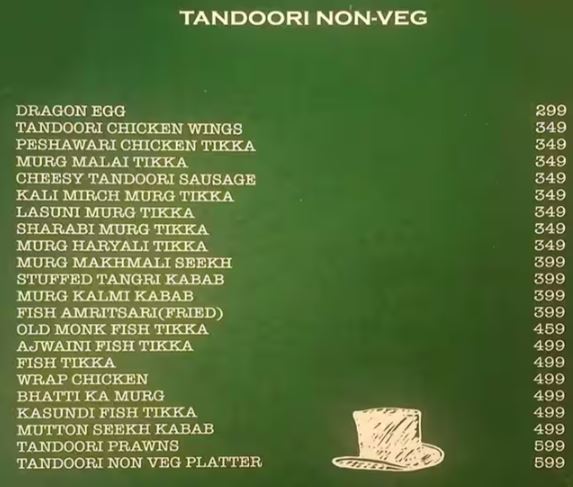 TANDOORI NON-VEG
DRAGON EGG 299
TANDOORI CHICKEN WINGS 349
PESHAWARI CHICKEN TIKKA 349
MURG MALAI TIKKA 349
CHEESY TANDOORI SAUSAGE 349
KALI MIRCH MURG TIKKA 349
LASUNI MURG TIKKA 349
SHARABI MURG TIKKA 349
MURG HARYALI TIKKA 349
MURG MAKHMALI SEEKH 399
STUFFED TANGRI KABAB 399
MURG KALMI KABAB 399
FISH AMRITSARI(FRIED) 399
OLD MONK FISH TIKKA 459
AJWAINI FISH TIKKA 499
FISH TIKKA 499
WRAP CHICKEN 499
BHATTI KA MURG 499
KASUNDI FISH TIKKA 499
MUTTON SEEKH KABAB 499
TANDOORI PRAWNS 599
TANDOORI NON VEG PLATTER 599